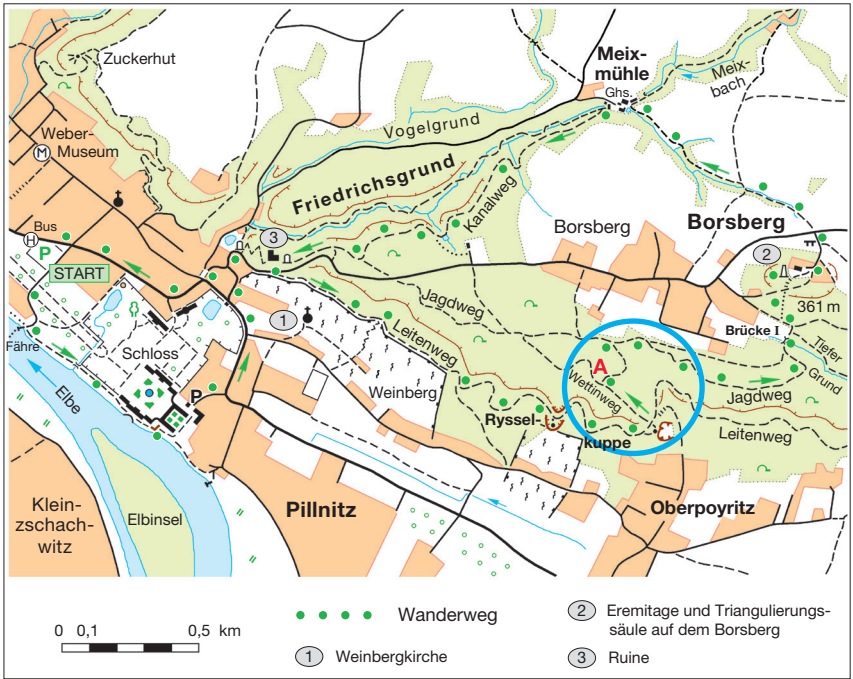 Zuckerhut
Meix-
mühle
Ghs.
Meix-
bach
Vogelgrund
Weber-
Museum
M
Friedrichsgrund
Kanalweg
Borsberg
Borsberg
Bus
H
P
START
3
2
361 m
Jagdweg
Brücke I
1
Leitenweg
A
Tiefer
Grund
Fähre
Schloss
Wettinweg
Elbe
P
Weinberg
Jagdweg
Ryssel-
kuppe
Leitenweg
Klein-
zschach-
witz
Elbinsel
Pillnitz
Oberpoyritz
0 0,1 0,5 km
Wanderweg
1 Weinbergkirche
2 Eremitage und Triangulierungs-
säule auf dem Borsberg
3 Ruine